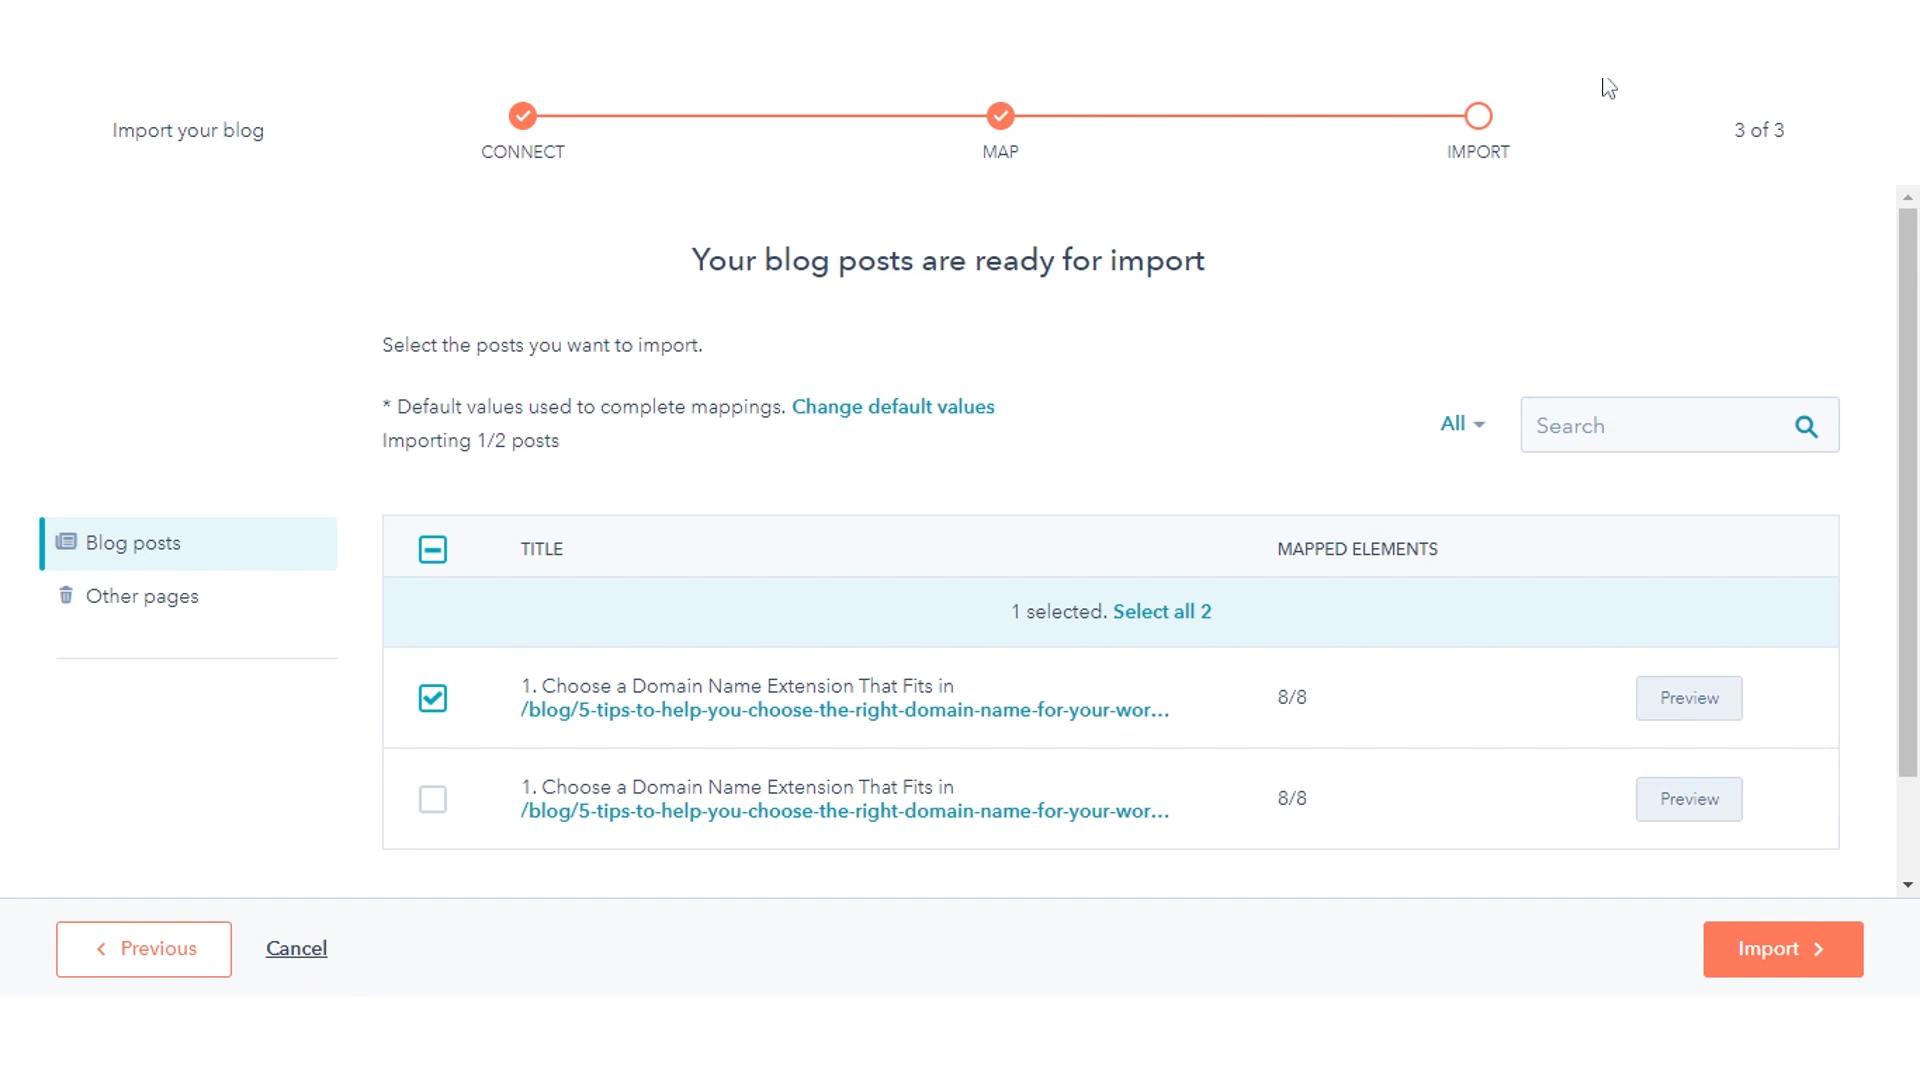 Import your blog
CONNECT
MAP
IMPORT
3 of 3
Your blog posts are ready for import
Select the posts you want to import.
* Default values used to complete mappings. Change default values
Importing 1/2 posts
All
Search
Blog posts
Other pages
TITLE
MAPPED ELEMENTS
1 selected. Select all 2
1. Choose a Domain Name Extension That Fits in
/blog/5-tips-to-help-you-choose-the-right-domain-name-for-your-wor...
8/8
Preview
1. Choose a Domain Name Extension That Fits in
/blog/5-tips-to-help-you-choose-the-right-domain-name-for-your-wor...
8/8
Preview
Previous
Cancel
Import